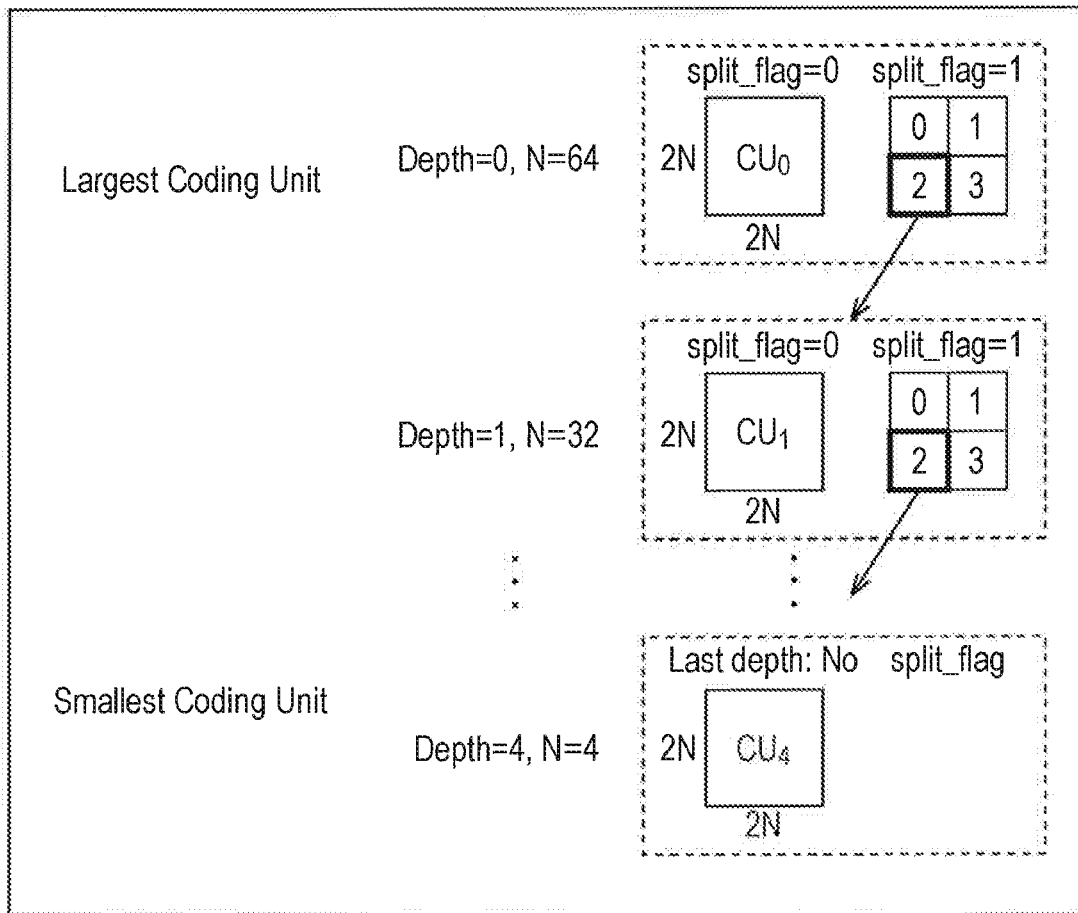 split_flag=0 split_flag=1
Largest Coding Unit
Depth=0, N=64
2N
CU0
2N
0 1
2 3
split_flag=0 split_flag=1
Depth=1, N=32
2N
CU1
2N
0 1
2 3
Last depth: No split_flag
Smallest Coding Unit
Depth=4, N=4
2N
CU4
2N